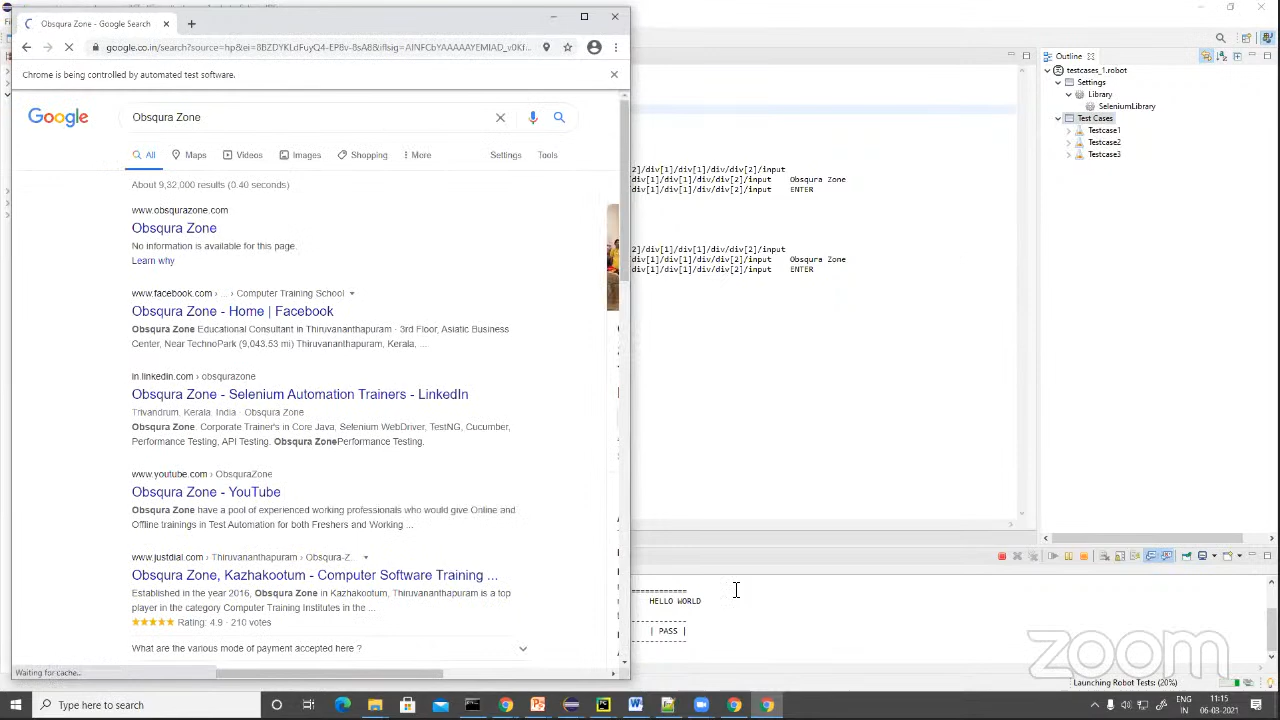 Obsqura Zone - Google Search
google.co.in/search?source=hp&ei=8BZDYKLdFuyQ4-EP8v-8sA8&iflsig=AINFCbYAAAAAYEMIAD_v0Kf...
Chrome is being controlled by automated test software.
Google
Obsqura Zone
All Maps Videos Images Shopping More Settings Tools
About 9,32,000 results (0.40 seconds)
www.obsqurazone.com
Obsqura Zone
No information is available for this page.
Learn why
www.facebook.com › ... › Computer Training School
Obsqura Zone - Home | Facebook
Obsqura Zone Educational Consultant in Thiruvananthapuram - 3rd Floor, Asiatic Business
Center, Near TechnoPark (9,043.53 mi) Thiruvananthapuram, Kerala, ...
in.linkedin.com › obsqurazone
Obsqura Zone - Selenium Automation Trainers - LinkedIn
Trivandrum, Kerala, India · Obsqura Zone
Obsqura Zone. Corporate Trainer's in Core Java, Selenium WebDriver, TestNG, Cucumber,
Performance Testing, API Testing. Obsqura ZonePerformance Testing.
www.youtube.com › ObsquraZone
Obsqura Zone - YouTube
Obsqura Zone have a pool of experienced working professionals who would give Online and
Offline trainings in Test Automation for both Freshers and Working ...
www.justdial.com › Thiruvananthapuram › Obsqura-Z...
Obsqura Zone, Kazhakootum - Computer Software Training ...
Established in the year 2016, Obsqura Zone in Kazhakootum, Thiruvananthapuram is a top
player in the category Computer Training Institutes in the ...
Rating: 4.9 · 210 votes
What are the various mode of payment accepted here ?
Waiting for cache...
2]/div[1]/div[1]/div/div[2]/input
div[1]/div[1]/div/div[2]/input Obsqura Zone
div[1]/div[1]/div/div[2]/input ENTER
2]/div[1]/div[1]/div/div[2]/input
div[1]/div[1]/div/div[2]/input Obsqura Zone
div[1]/div[1]/div/div[2]/input ENTER
Outline
testcases_1.robot
Settings
Library
SeleniumLibrary
Test Cases
Testcase1
Testcase2
Testcase3
============
HELLO WORLD
------------
| PASS |
------------
zoom
Launching Robot Tests: (20%)
Type here to search
ENG
IN
11:15
06-08-2021